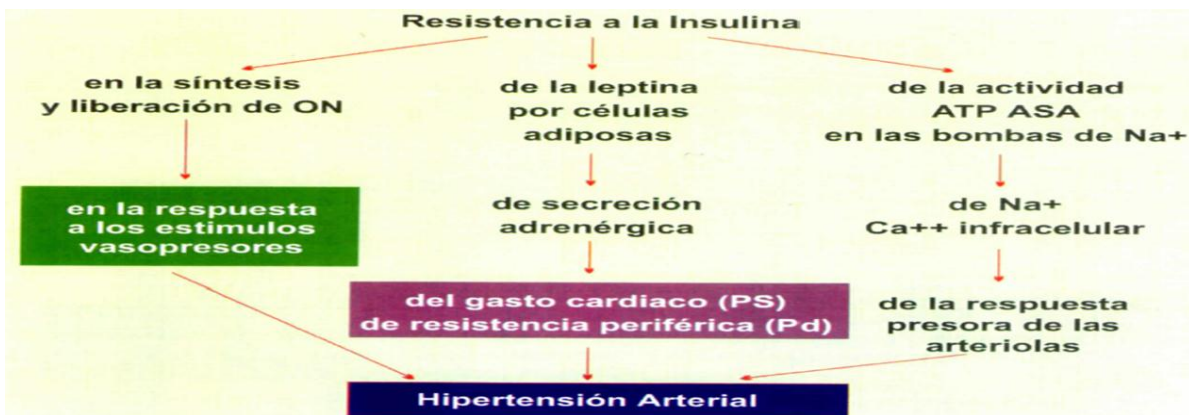 Resistencia a la Insulina
en la síntesis
y liberación de ON
de la leptina
por células
adiposas
de la actividad
ATP ASA
en las bombas de Na+
en la respuesta
a los estimulos
vasopresores
de secreción
adrenérgica
de Na+
Ca++ infracelular
del gasto cardiaco (PS)
de resistencia periférica (Pd)
de la respuesta
presora de las
arteriolas
Hipertensión Arterial